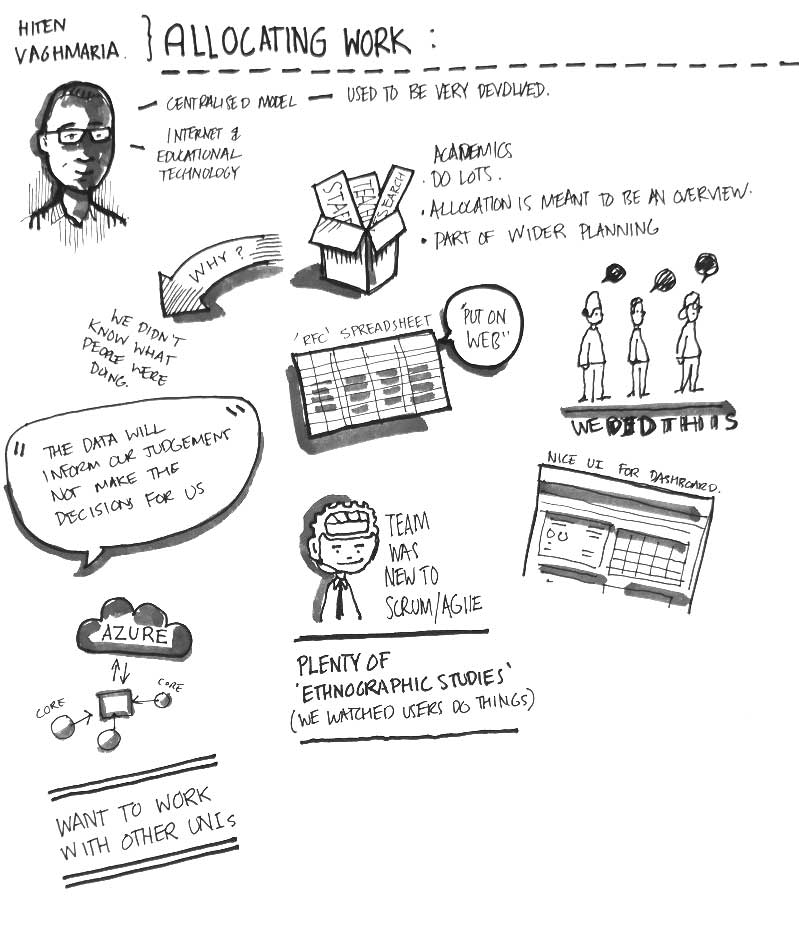 HITEN
VAGHMARIA.
ALLOCATING WORK :
— CENTRALISED MODEL — USED TO BE VERY DEVOLVED.
— INTERNET &
EDUCATIONAL
TECHNOLOGY
STAFF
TEACH
SEARCH
ACADEMICS
• DO LOTS.
• ALLOCATION IS MEANT TO BE AN OVERVIEW.
• PART OF WIDER PLANNING
WHY?
WE DIDN'T
KNOW WHAT
PEOPLE WERE
DOING.
'RFC' SPREADSHEET
"PUT ON
WEB"
WE DID THIS
"THE DATA WILL
INFORM OUR JUDGEMENT
NOT MAKE THE
DECISIONS FOR US"
NICE UI FOR DASHBOARD.
TEAM
WAS
NEW TO
SCRUM/AGILE
PLENTY OF
'ETHNOGRAPHIC STUDIES'
(WE WATCHED USERS DO THINGS)
AZURE
CORE
CORE
WANT TO WORK
WITH OTHER UNIs